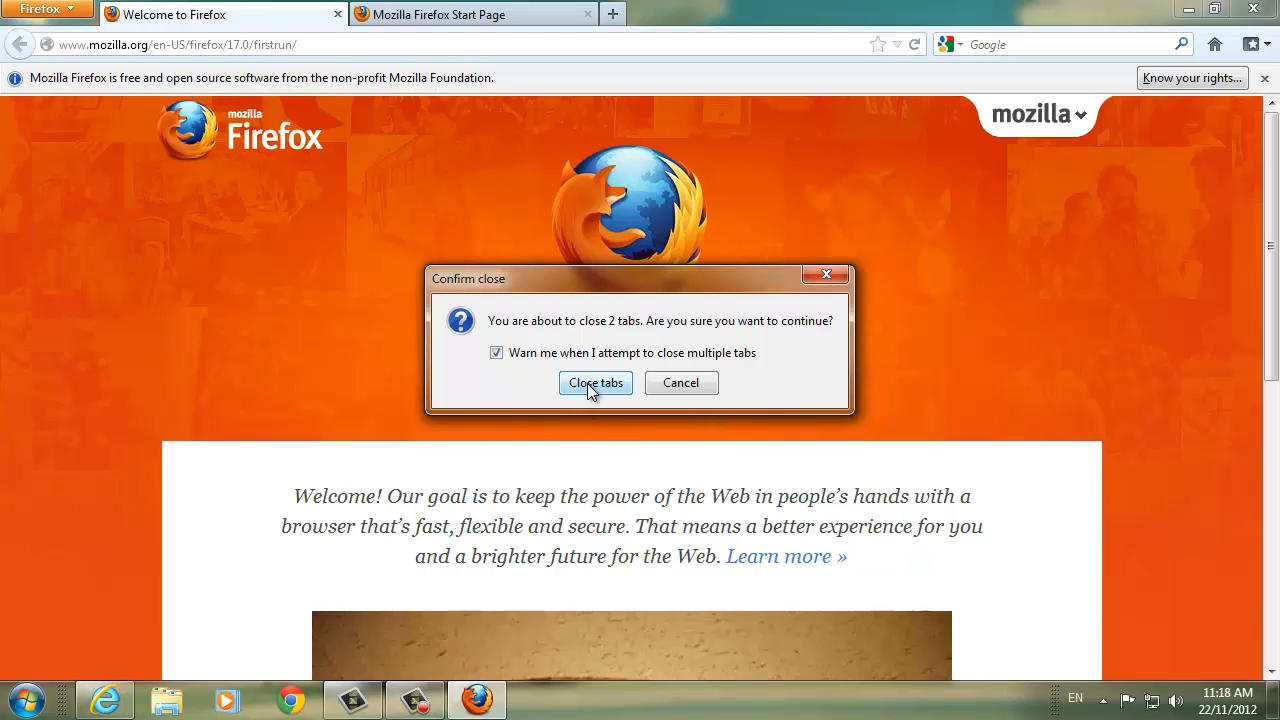 Firefox
Welcome to Firefox
Mozilla Firefox Start Page
www.mozilla.org/en-US/firefox/17.0/firstrun/
Google
Mozilla Firefox is free and open source software from the non-profit Mozilla Foundation.
Know your rights...
mozilla
Firefox
mozilla
Confirm close
You are about to close 2 tabs. Are you sure you want to continue?
Warn me when I attempt to close multiple tabs
Close tabs
Cancel
Welcome! Our goal is to keep the power of the Web in people’s hands with a
browser that’s fast, flexible and secure. That means a better experience for you
and a brighter future for the Web. Learn more »
EN
11:18 AM
22/11/2012